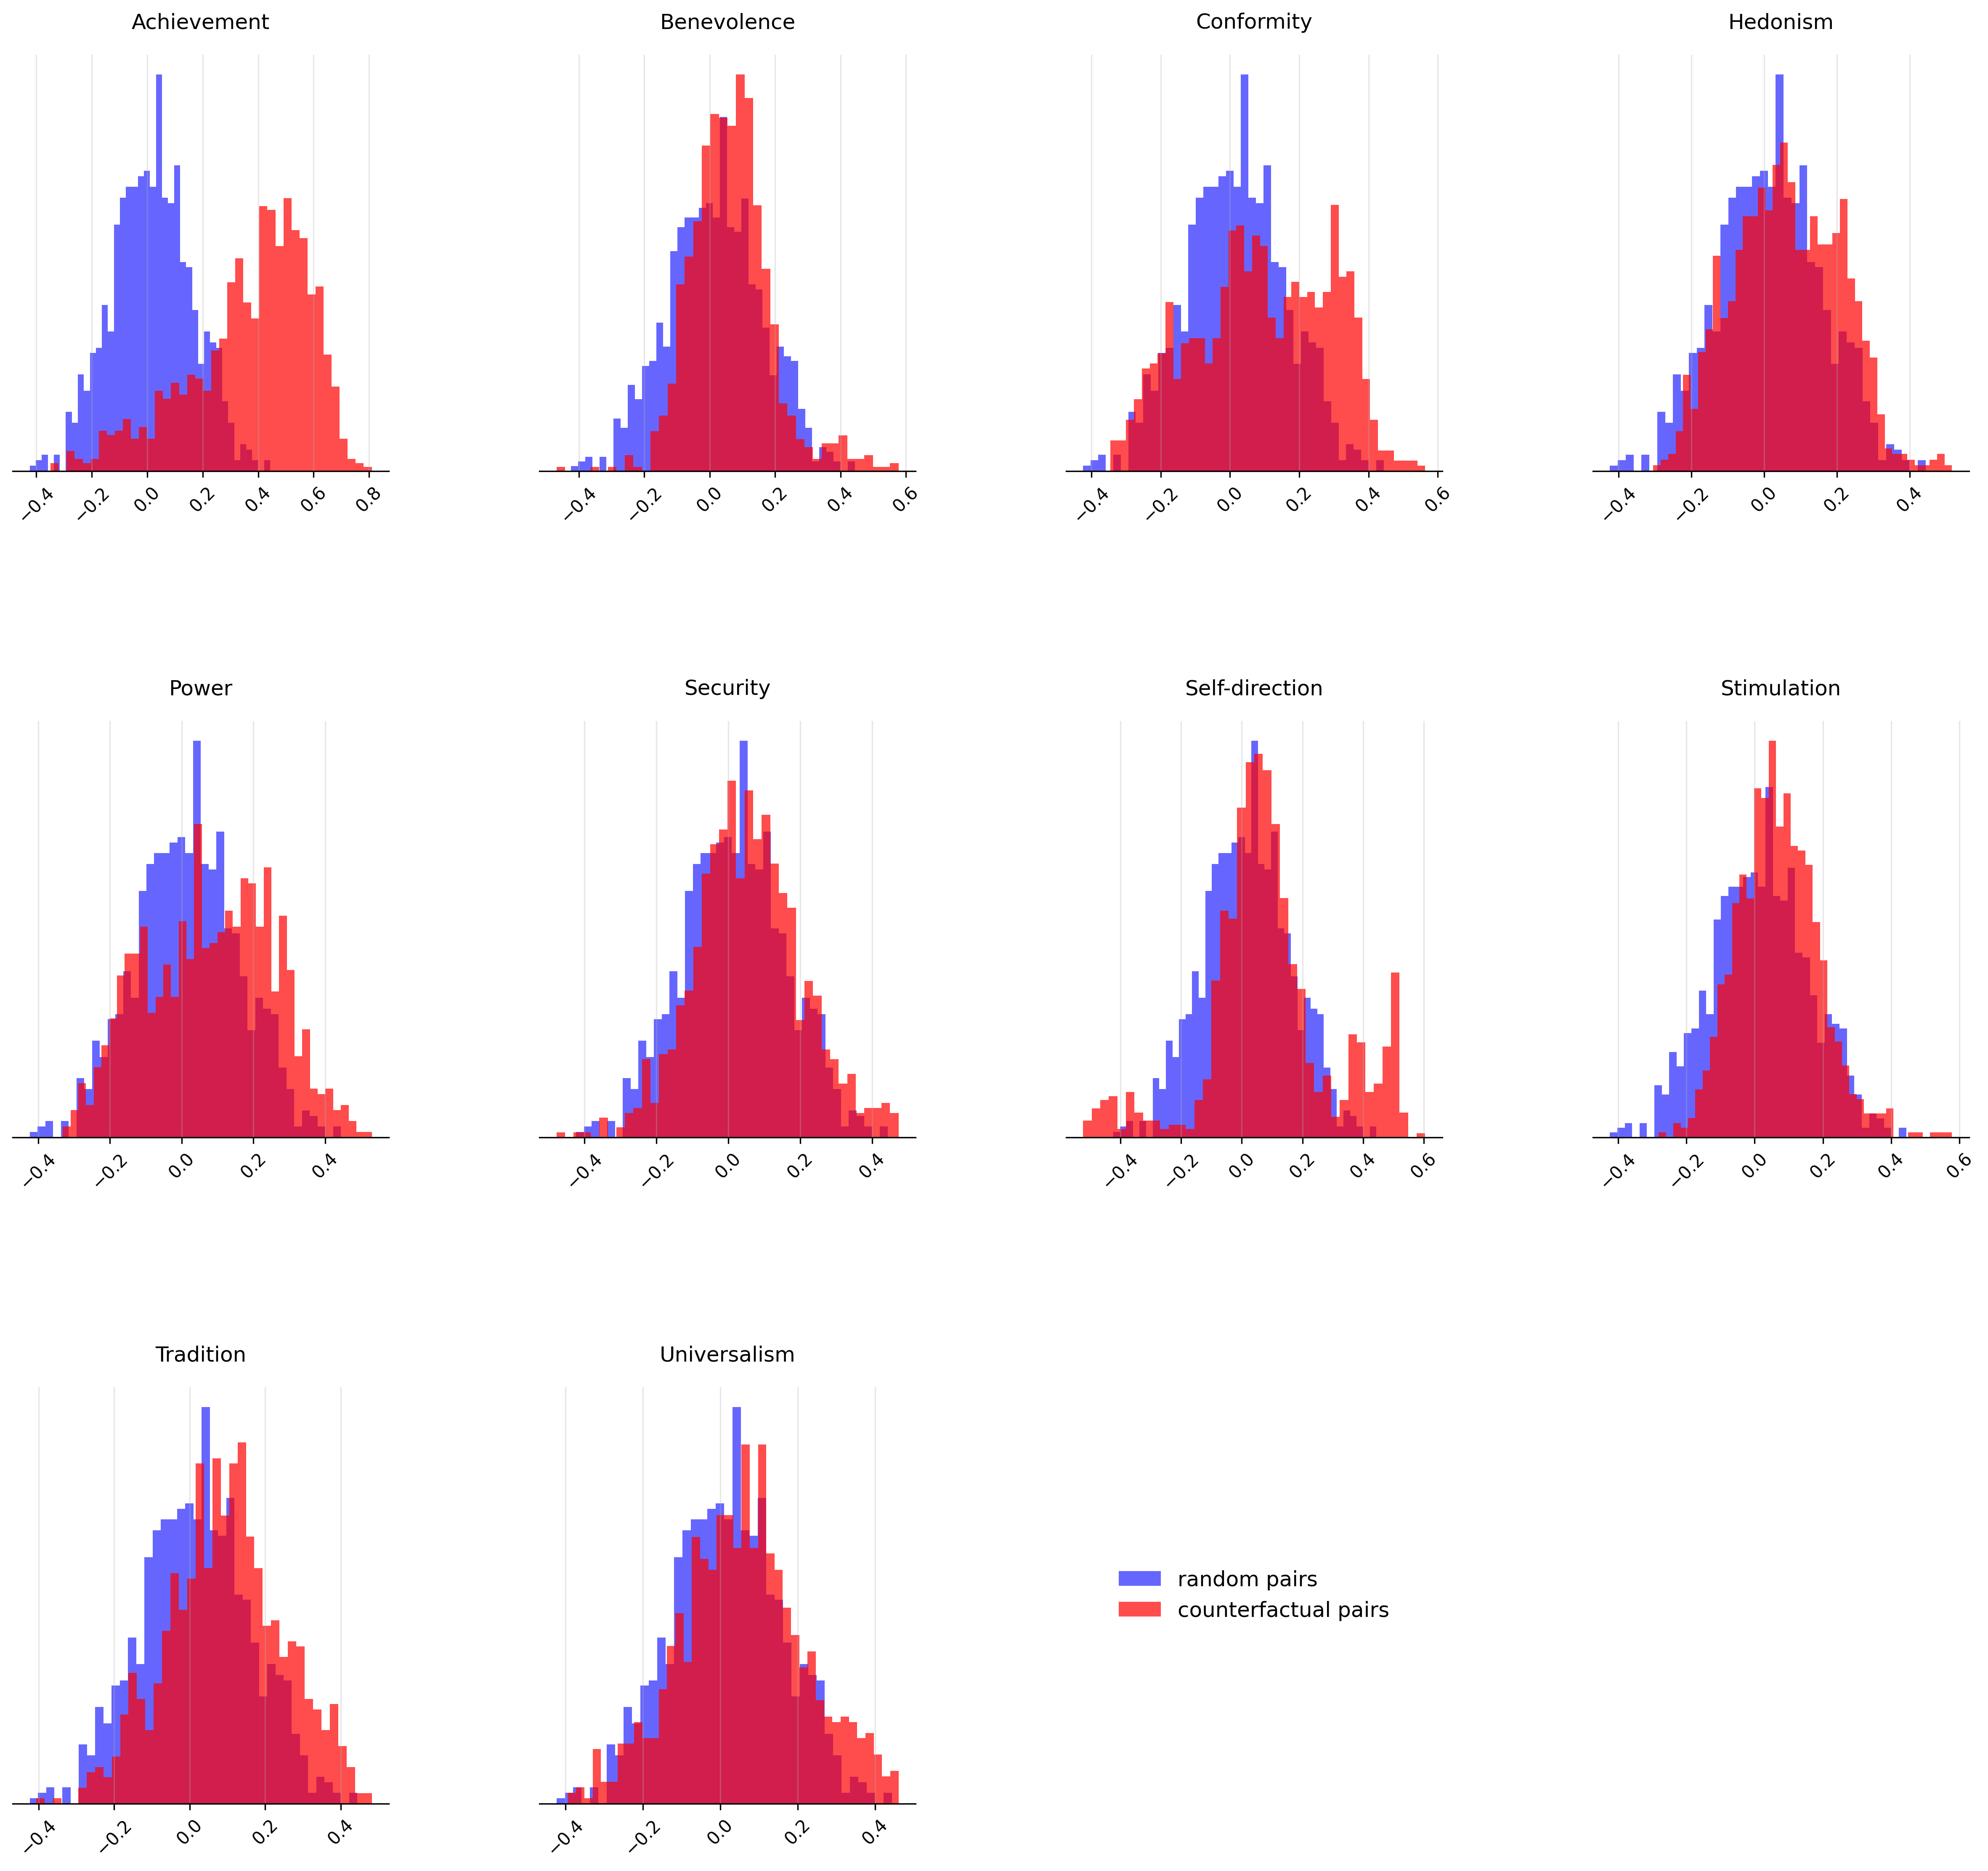 Achievement
Benevolence
Conformity
Hedonism
−0.4 −0.2 0.0 0.2 0.4 0.6 0.8
−0.4 −0.2 0.0 0.2 0.4 0.6
−0.4 −0.2 0.0 0.2 0.4 0.6
−0.4 −0.2 0.0 0.2 0.4
Power
Security
Self-direction
Stimulation
−0.4 −0.2 0.0 0.2 0.4
−0.4 −0.2 0.0 0.2 0.4
−0.4 −0.2 0.0 0.2 0.4 0.6
−0.4 −0.2 0.0 0.2 0.4 0.6
Tradition
Universalism
random pairs
counterfactual pairs
−0.4 −0.2 0.0 0.2 0.4
−0.4 −0.2 0.0 0.2 0.4